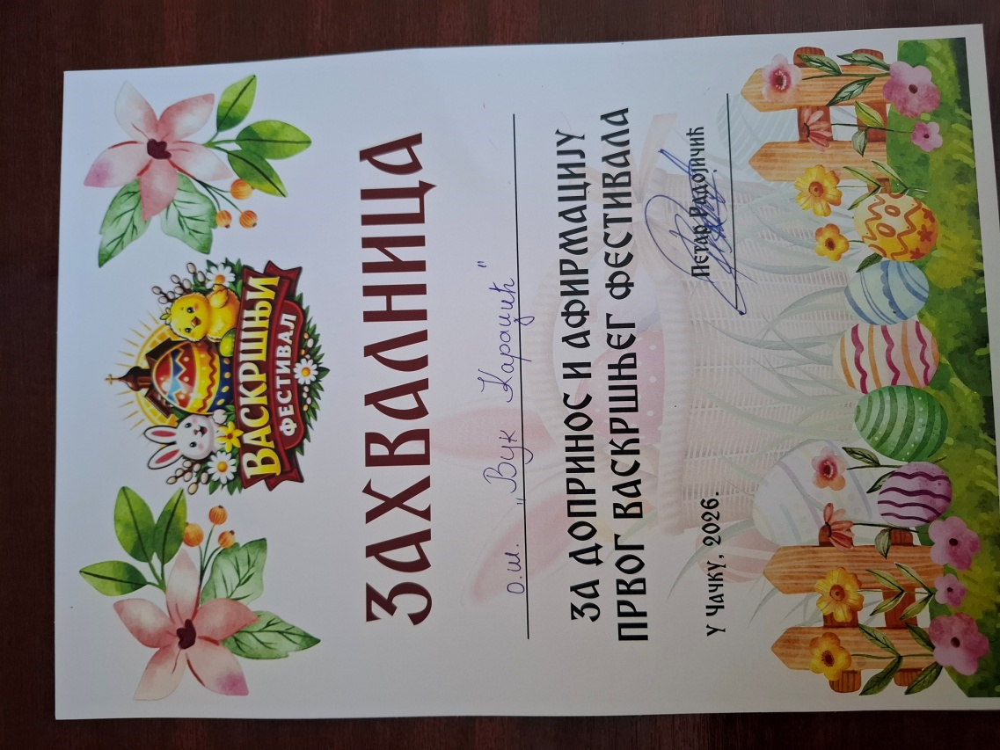 ВАСКРШЊИ
ФЕСТИВАЛ
ЗАХВАЛНИЦА
О.Ш. „Вук Караџић"
ЗА ДОПРИНОС И АФИРМАЦИЈУ
ПРВОГ ВАСКРШЊЕГ ФЕСТИВАЛА
У Чачку, 2026.
Петар Радојичић